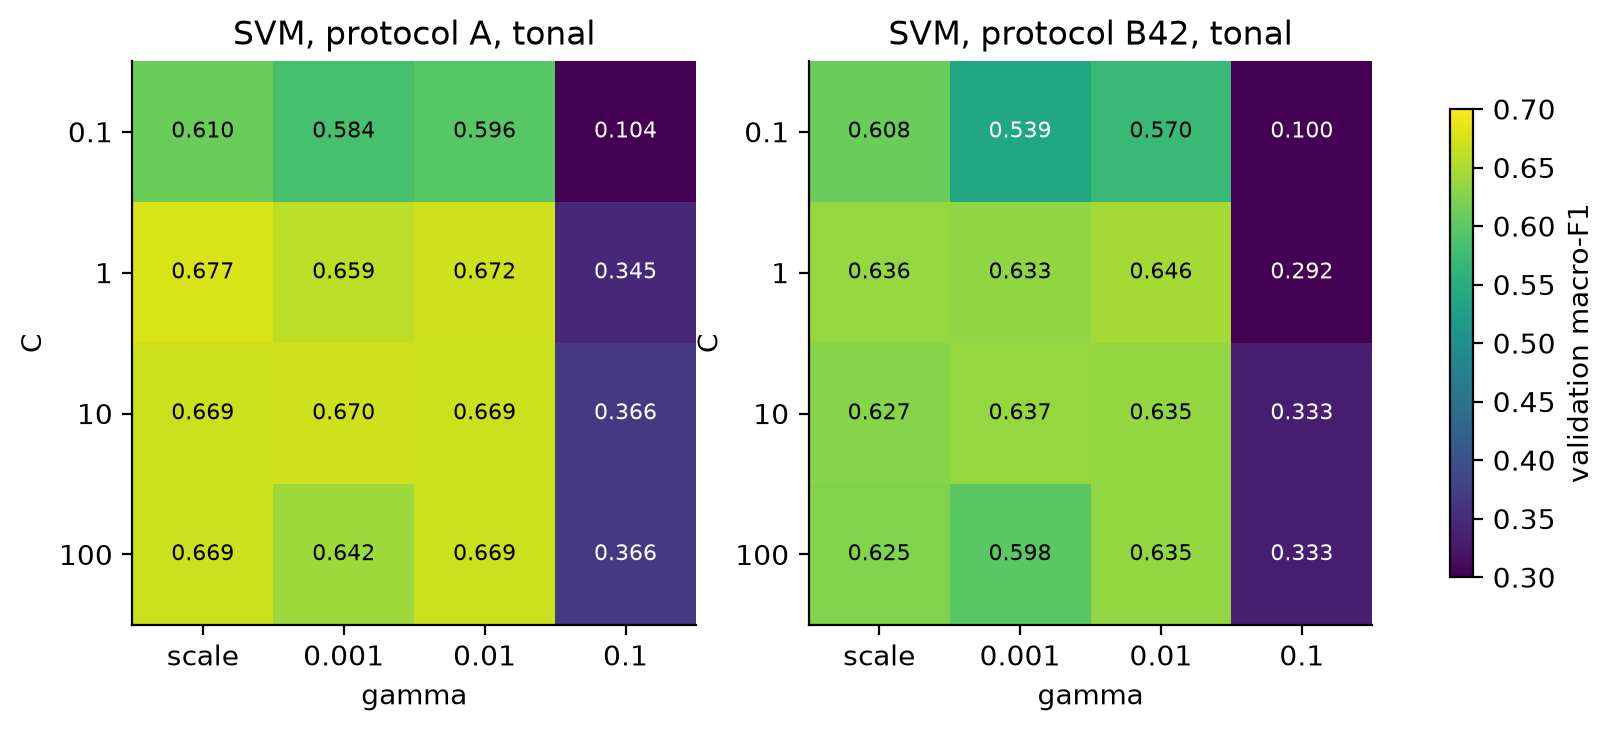 SVM, protocol A, tonal
C
0.1 0.610 0.584 0.596 0.104
1 0.677 0.659 0.672 0.345
10 0.669 0.670 0.669 0.366
100 0.669 0.642 0.669 0.366
scale 0.001 0.01 0.1
gamma
SVM, protocol B42, tonal
C
0.1 0.608 0.539 0.570 0.100
1 0.636 0.633 0.646 0.292
10 0.627 0.637 0.635 0.333
100 0.625 0.598 0.635 0.333
scale 0.001 0.01 0.1
gamma
0.70
0.65
0.60
0.55
0.50
0.45
0.40
0.35
0.30
validation macro-F1